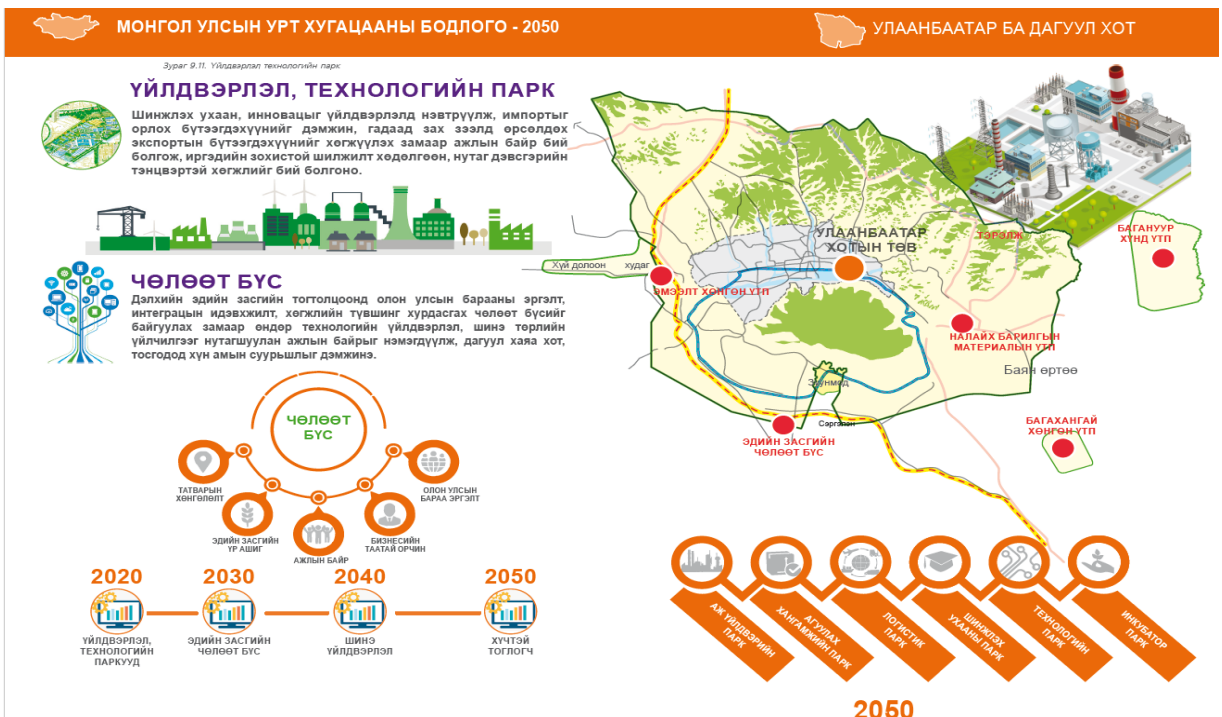 МОНГОЛ УЛСЫН УРТ ХУГАЦААНЫ БОДЛОГО - 2050
УЛААНБААТАР БА ДАГУУЛ ХОТ
Зураг 9.11. Үйлдвэрлэл технологийн парк
ҮЙЛДВЭРЛЭЛ, ТЕХНОЛОГИЙН ПАРК
Шинжлэх ухаан, инновацыг үйлдвэрлэлд нэвтрүүлж, импортыг
орлох бүтээгдэхүүнийг дэмжин, гадаад зах зээлд өрсөлдөх
экспортын бүтээгдэхүүнийг хөгжүүлэх замаар ажлын байр бий
болгож, иргэдийн зохистой шилжилт хөдөлгөөн, нутаг дэвсгэрийн
тэнцвэртэй хөгжлийг бий болгоно.
ЧӨЛӨӨТ БҮС
Дэлхийн эдийн засгийн тогтолцоонд олон улсын барааны эргэлт,
интеграцын идэвхжилт, хөгжлийн түвшинг хурдасгах чөлөөт бүсийг
байгуулах замаар өндөр технологийн үйлдвэрлэл, шинэ төрлийн
үйлчилгээг нутагшуулан ажлын байрыг нэмэгдүүлж, дагуул хаяа хот,
тосгодод хүн амын суурьшлыг дэмжинэ.
ЧӨЛӨӨТ
БҮС
ТАТВАРЫН
ХӨНГӨЛӨЛТ
ЭДИЙН ЗАСГИЙН
ҮР АШИГ
АЖЛЫН БАЙР
БИЗНЕСИЙН
ТААТАЙ ОРЧИН
ОЛОН УЛСЫН
БАРАА ЭРГЭЛТ
2020
2030
2040
2050
ҮЙЛДВЭРЛЭЛ,
ТЕХНОЛОГИЙН
ПАРКУУД
ЭДИЙН ЗАСГИЙН
ЧӨЛӨӨТ БҮС
ШИНЭ
ҮЙЛДВЭРЛЭЛ
ХҮЧТЭЙ
ТОГЛОГЧ
УЛААНБААТАР
ХОТЫН ТӨВ
ТЭРЭЛЖ
БАГАНУУР
ХҮНД ҮТП
Хүй долоон худаг
ЭМЭЭЛТ ХӨНГӨН ҮТП
НАЛАЙХ БАРИЛГЫН
МАТЕРИАЛЫН ҮТП
Баян өртөө
Зуунмод
Сэргэлэн
ЭДИЙН ЗАСГИЙН
ЧӨЛӨӨТ БҮС
БАГАХАНГАЙ
ХӨНГӨН ҮТП
АЖ ҮЙЛДВЭРИЙН
ПАРК
АГУУЛАХ
ХАНГАМЖИЙН ПАРК
ЛОГИСТИК
ПАРК
ШИНЖЛЭХ
УХААНЫ ПАРК
ТЕХНОЛОГИЙН
ПАРК
ИНКУБАТОР
ПАРК
2050